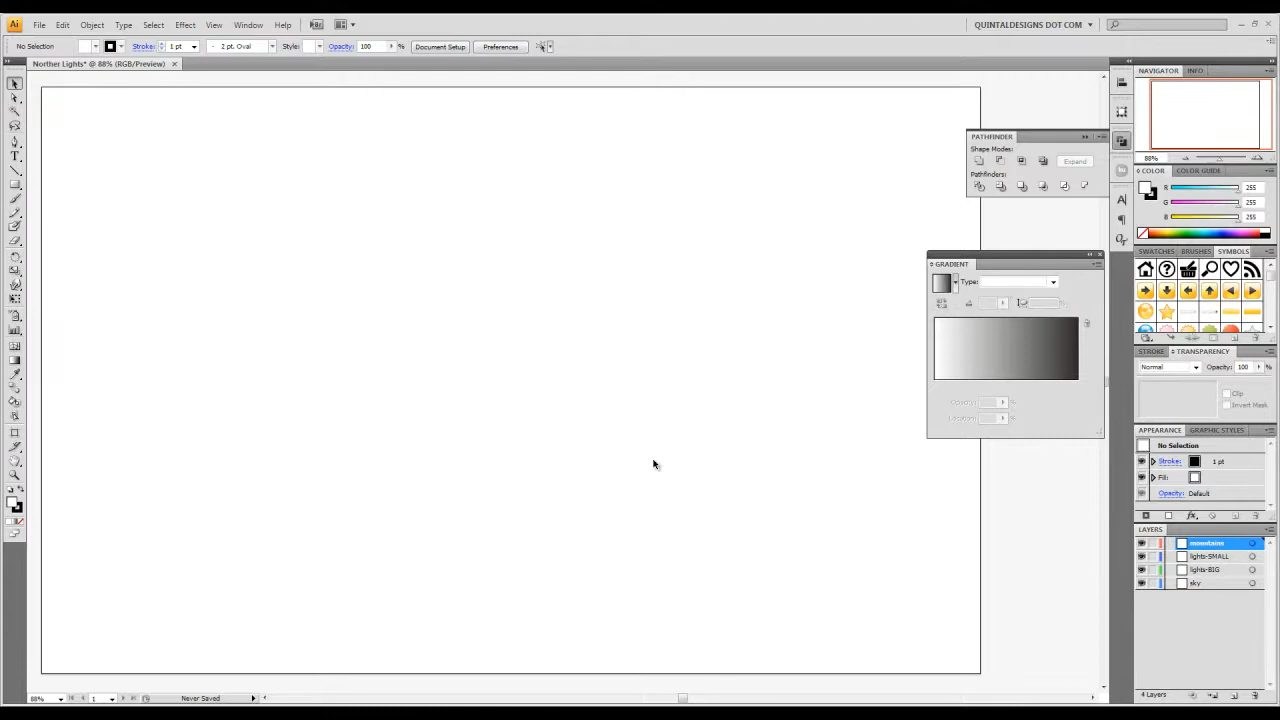 Ai File Edit Object Type Select Effect View Window Help Br QUINTALDESIGNS DOT COM
No Selection Stroke: 1 pt 2 pt. Oval Style: Opacity: 100 % Document Setup Preferences
Norther Lights* @ 88% (RGB/Preview)
NAVIGATOR INFO
PATHFINDER
Shape Modes:
Expand
88%
Pathfinders:
COLOR COLOR GUIDE
R 255
G 255
B 255
SWATCHES BRUSHES SYMBOLS
GRADIENT
Type:
Opacity: %
Location: %
STROKE TRANSPARENCY
Normal Opacity: 100 %
Clip
Invert Mask
APPEARANCE GRAPHIC STYLES
No Selection
Stroke: 1 pt
Fill:
Opacity: Default
LAYERS
mountains
lights-SMALL
lights-BIG
sky
4 Layers
88% 1 Never Saved